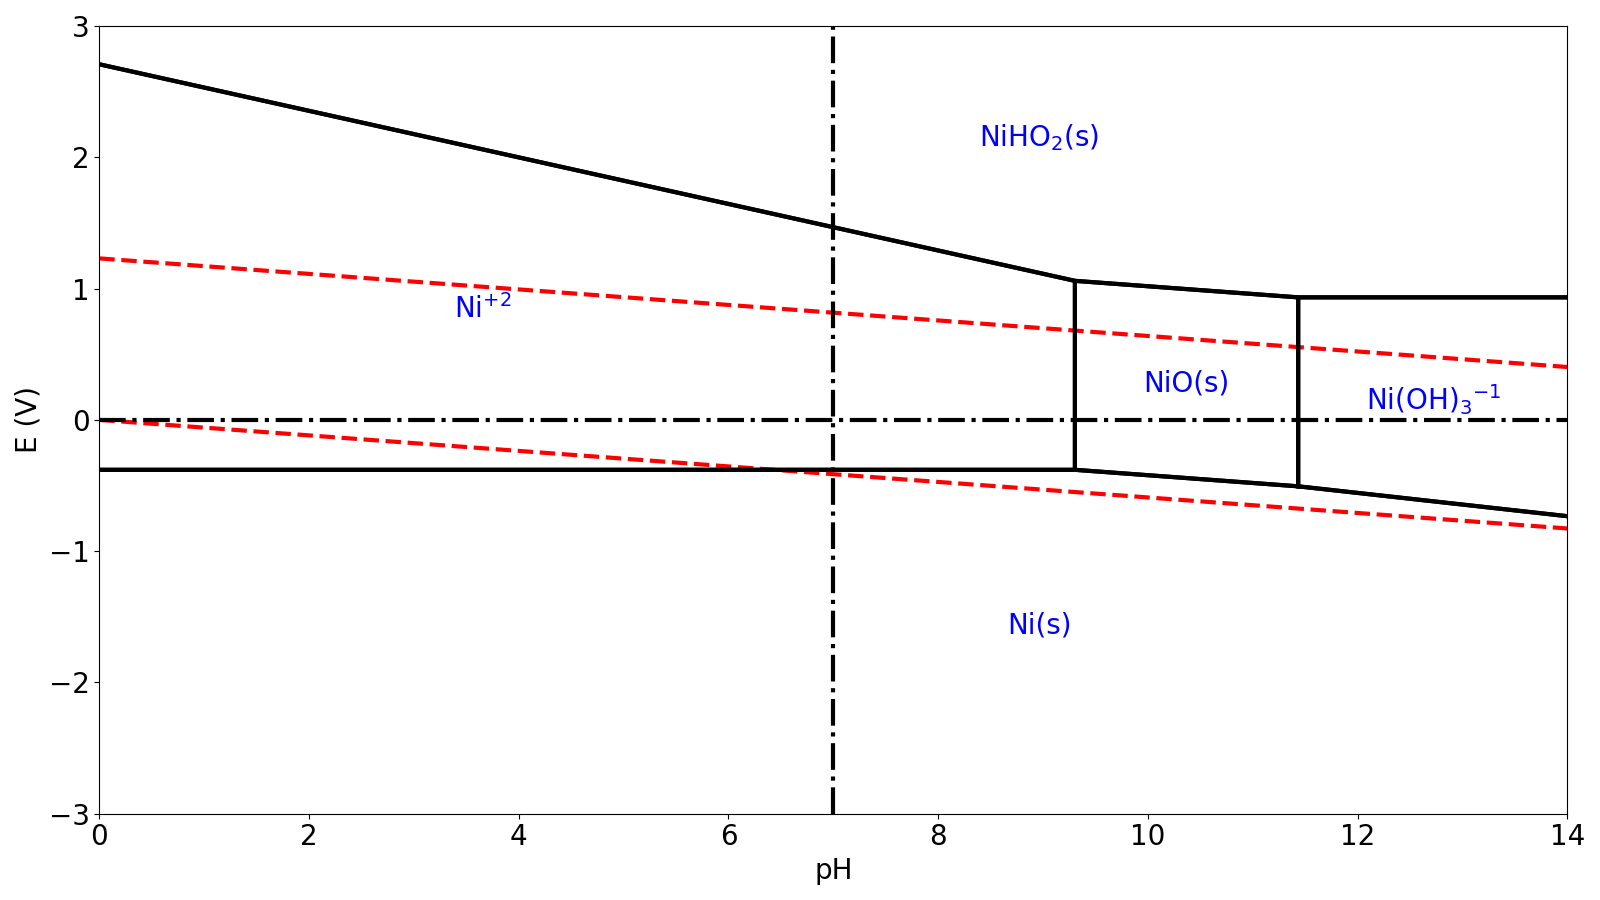 3
2
1
0
−1
−2
−3
E (V)
NiHO₂(s)
Ni⁺²
NiO(s)
Ni(OH)₃⁻¹
Ni(s)
0 2 4 6 8 10 12 14
pH